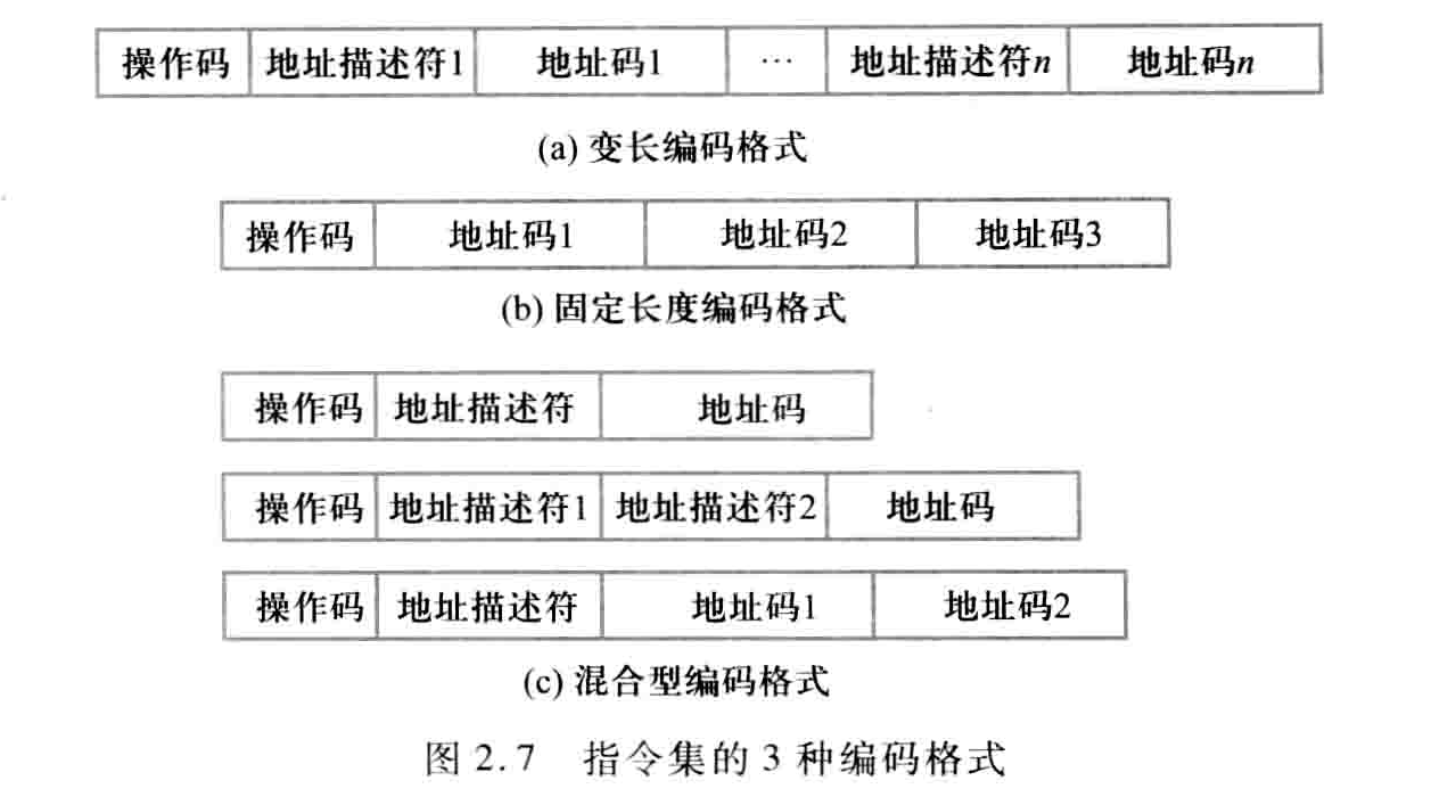 操作码 地址描述符1 地址码1 … 地址描述符n 地址码n
(a) 变长编码格式
操作码 地址码1 地址码2 地址码3
(b) 固定长度编码格式
操作码 地址描述符 地址码
操作码 地址描述符1 地址描述符2 地址码
操作码 地址描述符 地址码1 地址码2
(c) 混合型编码格式
图 2.7 指令集的 3 种编码格式